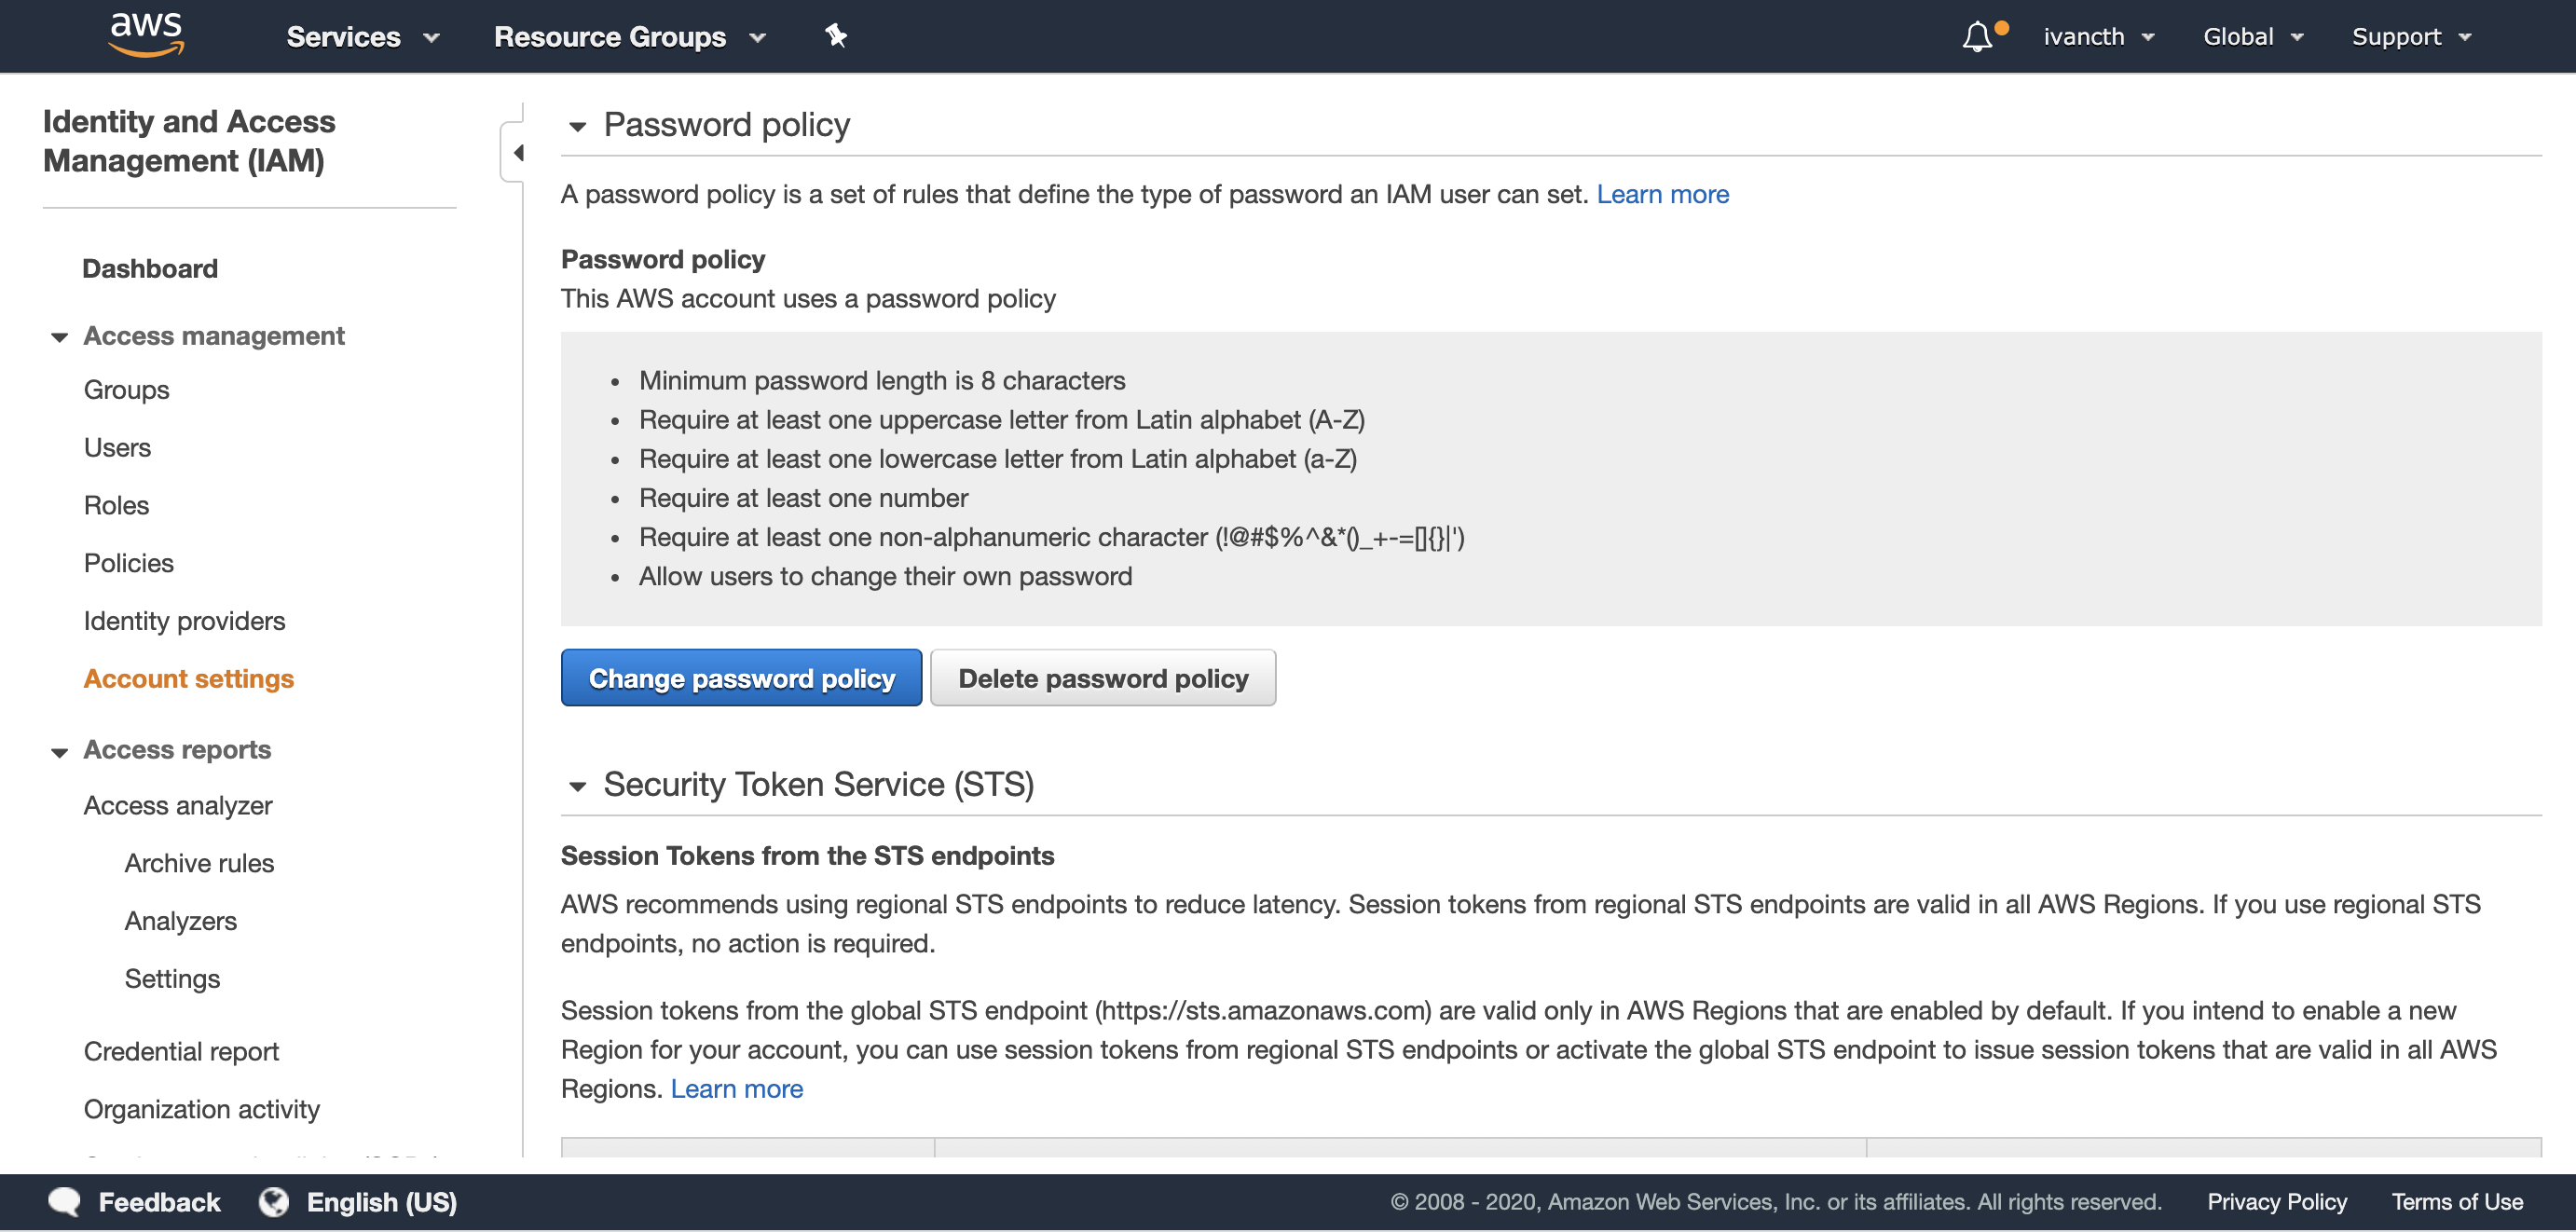 aws
Services
Resource Groups
ivancth
Global
Support
Identity and Access
Management (IAM)
Dashboard
Access management
Groups
Users
Roles
Policies
Identity providers
Account settings
Access reports
Access analyzer
Archive rules
Analyzers
Settings
Credential report
Organization activity
Password policy
A password policy is a set of rules that define the type of password an IAM user can set. Learn more
Password policy
This AWS account uses a password policy
• Minimum password length is 8 characters
• Require at least one uppercase letter from Latin alphabet (A-Z)
• Require at least one lowercase letter from Latin alphabet (a-Z)
• Require at least one number
• Require at least one non-alphanumeric character (!@#$%^&*()_+-=[]{}|')
• Allow users to change their own password
Change password policy
Delete password policy
Security Token Service (STS)
Session Tokens from the STS endpoints
AWS recommends using regional STS endpoints to reduce latency. Session tokens from regional STS endpoints are valid in all AWS Regions. If you use regional STS
endpoints, no action is required.
Session tokens from the global STS endpoint (https://sts.amazonaws.com) are valid only in AWS Regions that are enabled by default. If you intend to enable a new
Region for your account, you can use session tokens from regional STS endpoints or activate the global STS endpoint to issue session tokens that are valid in all AWS
Regions. Learn more
Feedback
English (US)
© 2008 - 2020, Amazon Web Services, Inc. or its affiliates. All rights reserved.
Privacy Policy
Terms of Use